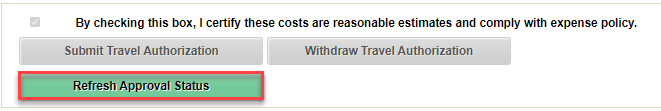 By checking this box, I certify these costs are reasonable estimates and comply with expense policy.
Submit Travel Authorization Withdraw Travel Authorization
Refresh Approval Status